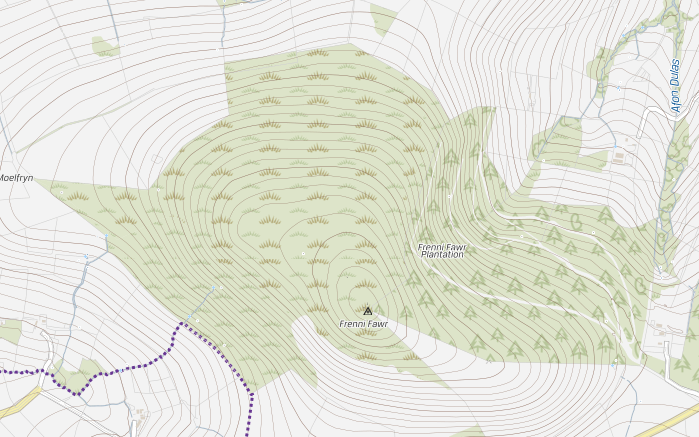 Afon Dulas
Moelfryn
Frenni Fawr
Plantation
Frenni Fawr